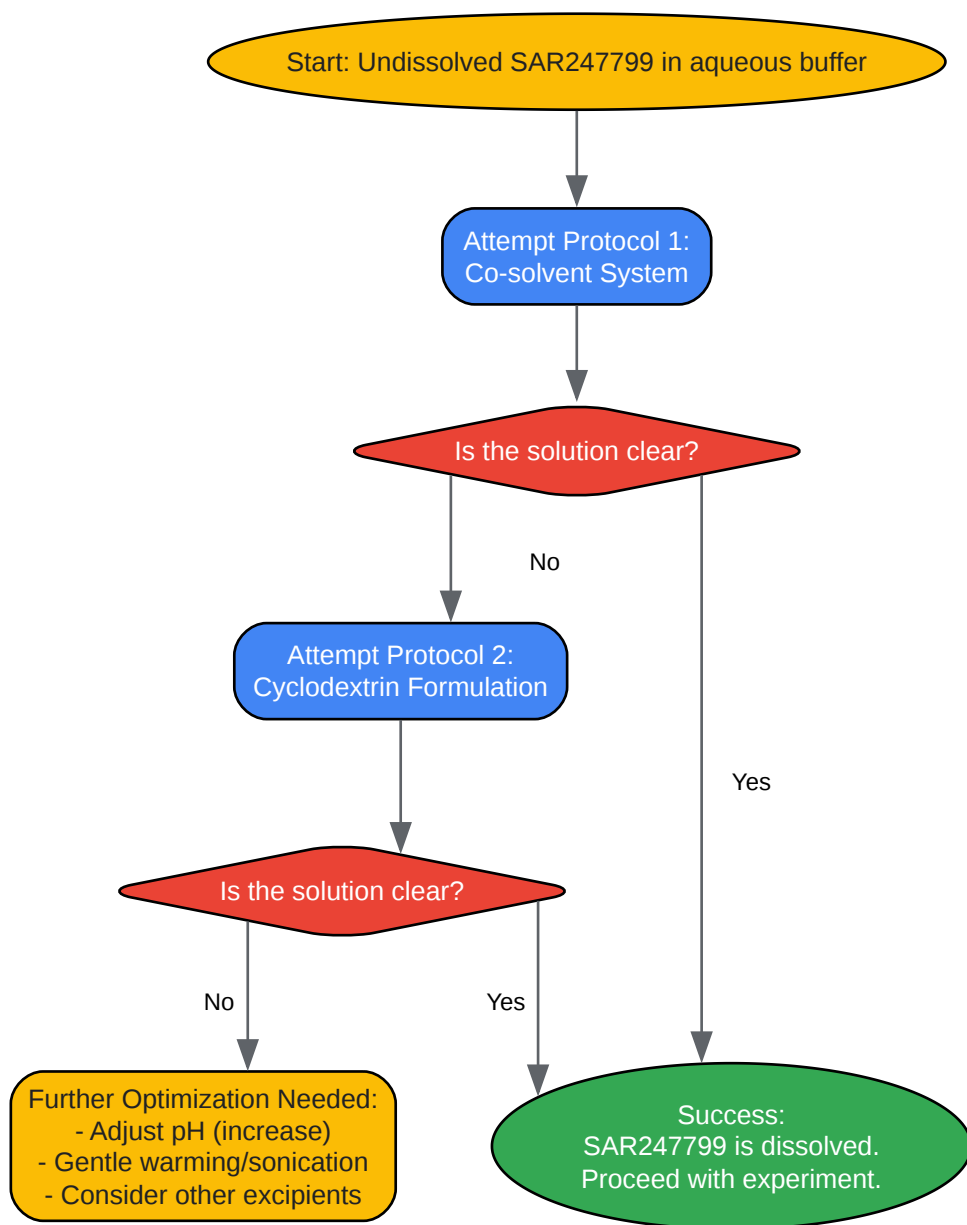 Start: Undissolved SAR247799 in aqueous buffer
Attempt Protocol 1:
Co-solvent System
Is the solution clear?
No
Attempt Protocol 2:
Cyclodextrin Formulation
Yes
Is the solution clear?
No
Yes
Further Optimization Needed:
- Adjust pH (increase)
- Gentle warming/sonication
- Consider other excipients
Success:
SAR247799 is dissolved.
Proceed with experiment.